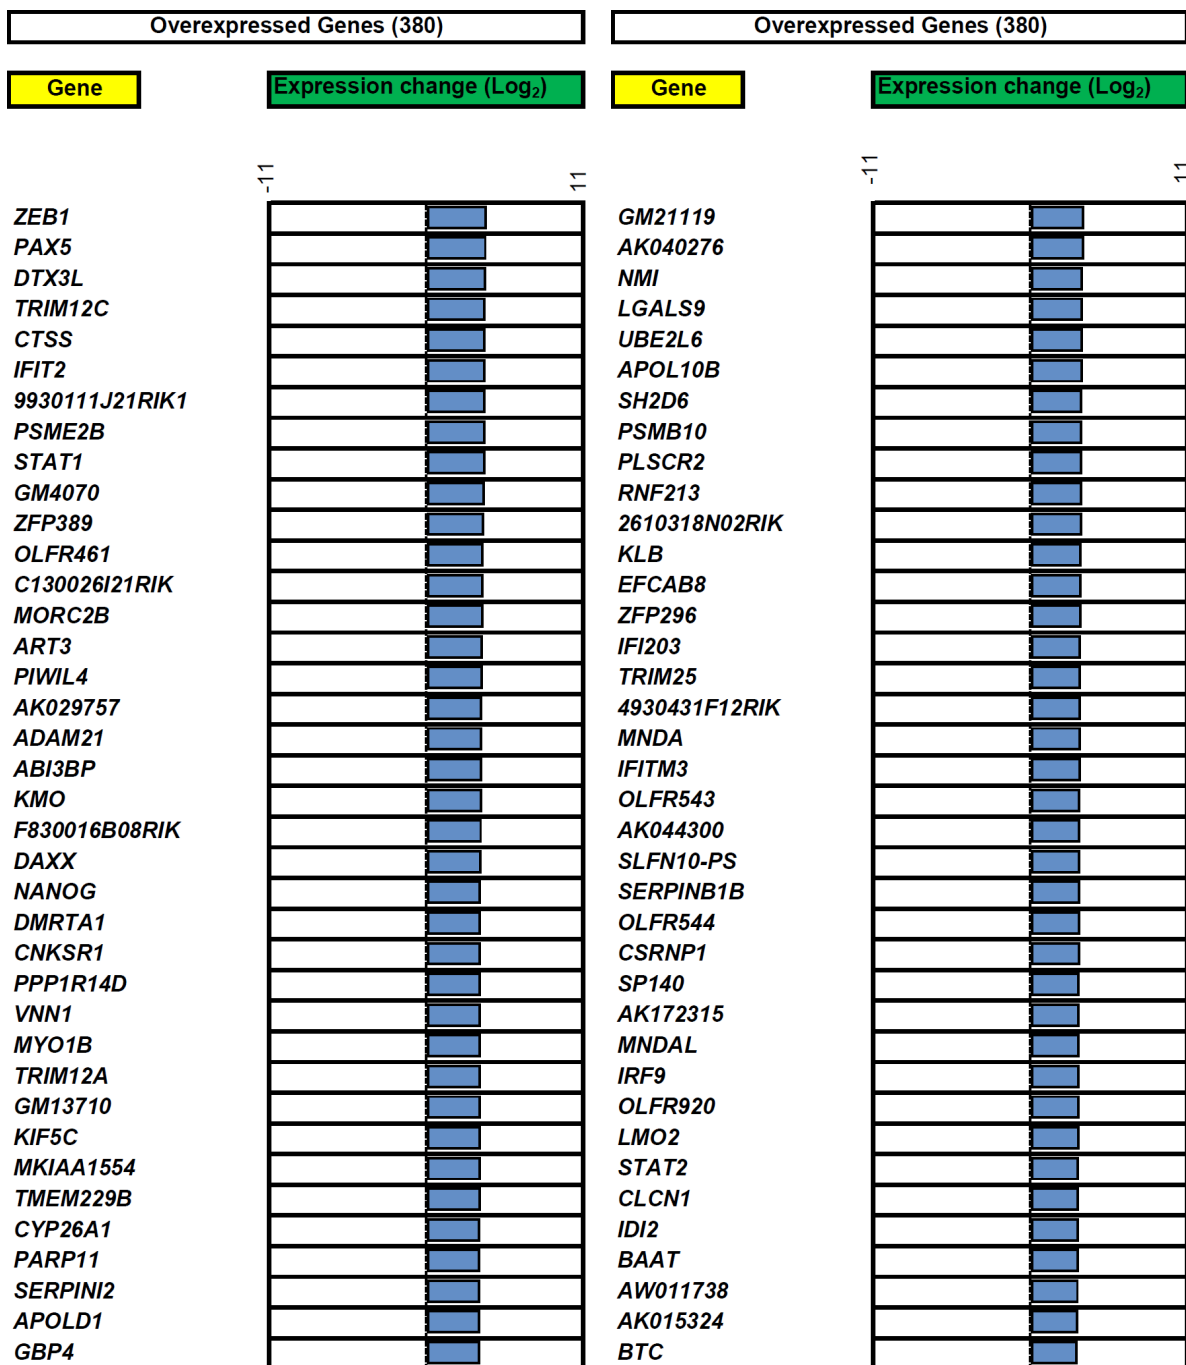 Overexpressed Genes (380)
Gene
Expression change (Log₂)
-11
11
ZEB1
PAX5
DTX3L
TRIM12C
CTSS
IFIT2
9930111J21RIK1
PSME2B
STAT1
GM4070
ZFP389
OLFR461
C130026I21RIK
MORC2B
ART3
PIWIL4
AK029757
ADAM21
ABI3BP
KMO
F830016B08RIK
DAXX
NANOG
DMRTA1
CNKSR1
PPP1R14D
VNN1
MYO1B
TRIM12A
GM13710
KIF5C
MKIAA1554
TMEM229B
CYP26A1
PARP11
SERPINI2
APOLD1
GBP4
Overexpressed Genes (380)
Gene
Expression change (Log₂)
-11
11
GM21119
AK040276
NMI
LGALS9
UBE2L6
APOL10B
SH2D6
PSMB10
PLSCR2
RNF213
2610318N02RIK
KLB
EFCAB8
ZFP296
IFI203
TRIM25
4930431F12RIK
MNDA
IFITM3
OLFR543
AK044300
SLFN10-PS
SERPINB1B
OLFR544
CSRNP1
SP140
AK172315
MNDAL
IRF9
OLFR920
LMO2
STAT2
CLCN1
IDI2
BAAT
AW011738
AK015324
BTC